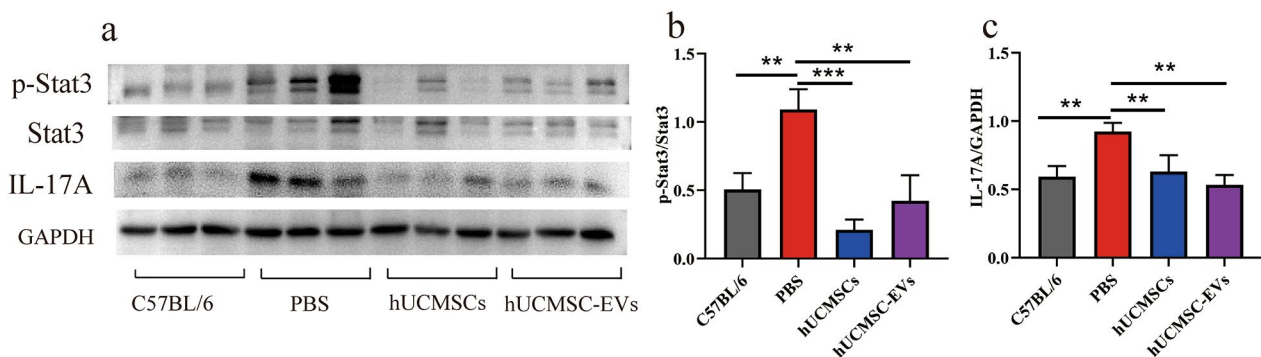 a
p-Stat3
Stat3
IL-17A
GAPDH
C57BL/6 PBS hUCMSCs hUCMSC-EVs
b
p-Stat3/Stat3
1.5
1.0
0.5
0.0
**
**
***
C57BL/6
PBS
hUCMSCs
hUCMSC-EVs
c
IL-17A/GAPDH
1.5
1.0
0.5
0.0
**
**
**
C57BL/6
PBS
hUCMSCs
hUCMSC-EVs